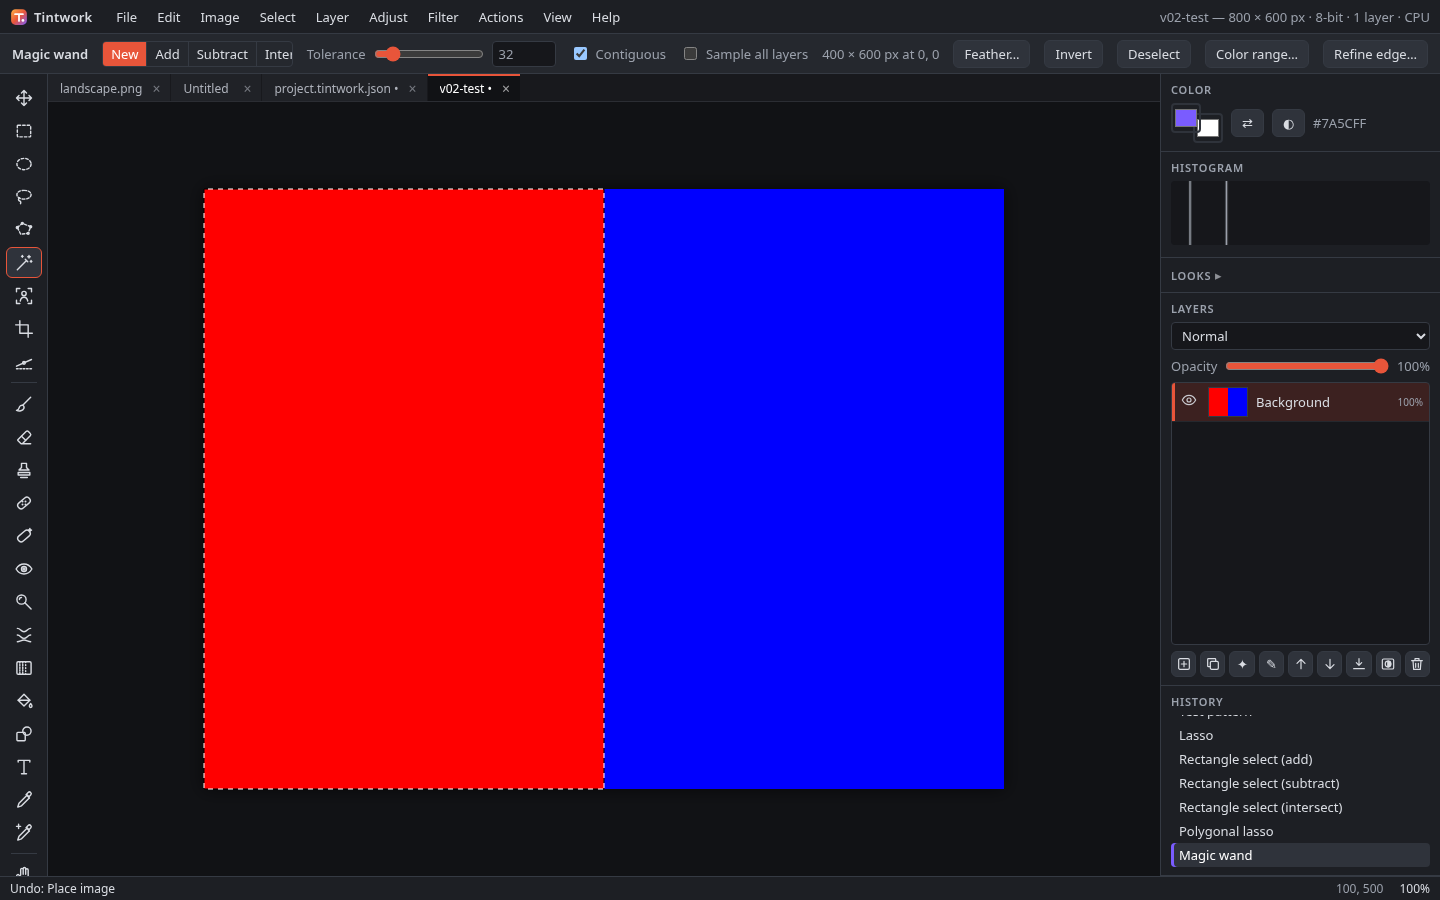 Tintwork File Edit Image Select Layer Adjust Filter Actions View Help v02-test — 800 × 600 px · 8-bit · 1 layer · CPU
Magic wand New Add Subtract Tolerance 32 Contiguous Sample all layers 400 × 600 px at 0, 0 Feather... Invert Deselect Color range... Refine edge...
landscape.png × Untitled × project.tintwork.json • × v02-test • ×
COLOR
#7A5CFF
HISTOGRAM
LOOKS ▸
LAYERS
Normal
Opacity 100%
Background 100%
HISTORY
Lasso
Rectangle select (add)
Rectangle select (subtract)
Rectangle select (intersect)
Polygonal lasso
Magic wand
Undo: Place image 100, 500 100%